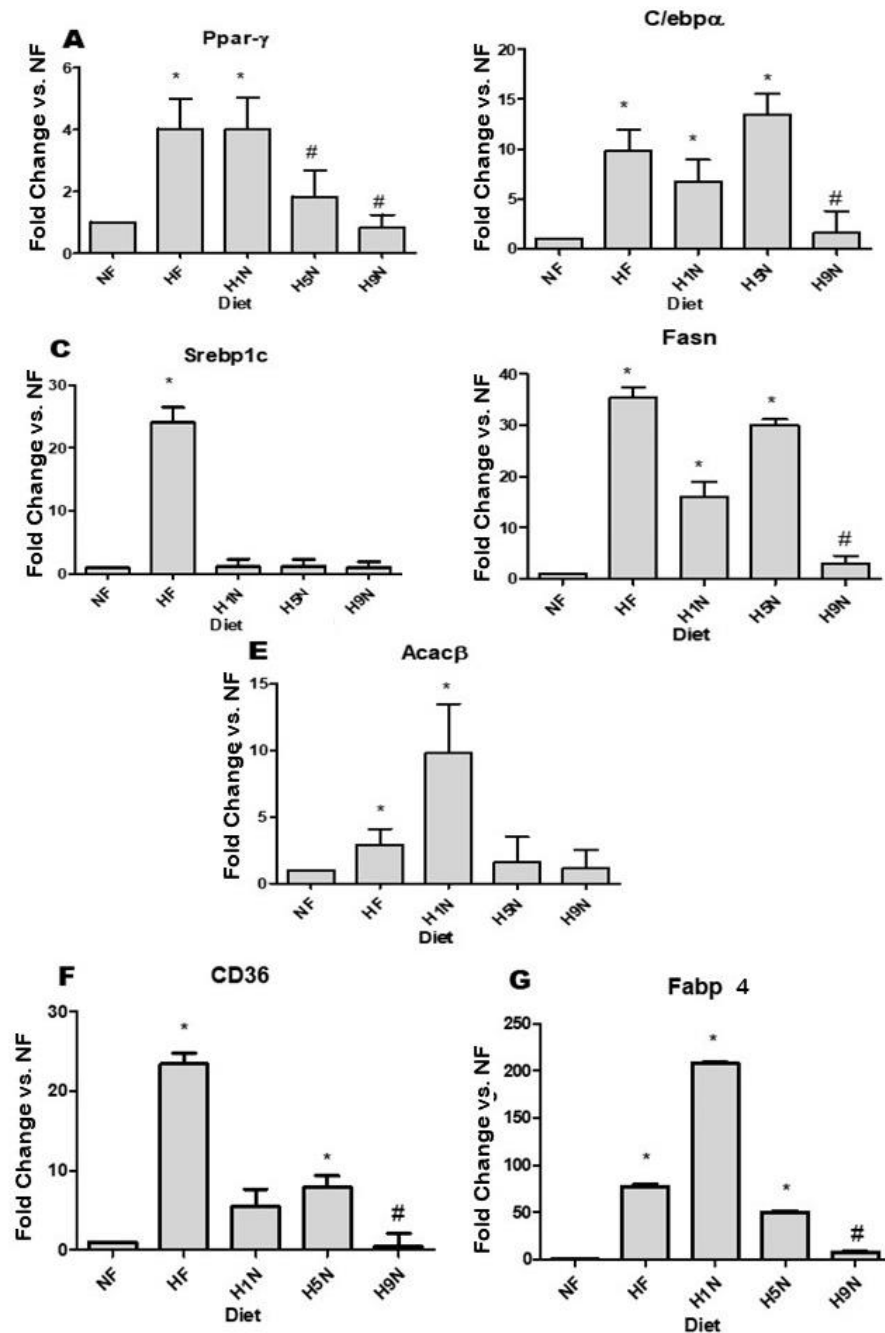 A
Ppar-γ
Fold Change vs. NF
6
4
2
0
*
*
#
#
NF
HF
H1N
H5N
H9N
Diet
C/ebpα
Fold Change vs. NF
20
15
10
5
0
*
*
*
#
NF
HF
H1N
H5N
H9N
Diet
C
Srebp1c
Fold Change vs. NF
30
20
10
0
*
NF
HF
H1N
H5N
H9N
Diet
Fasn
Fold Change vs. NF
40
30
20
10
0
*
*
*
#
NF
HF
H1N
H5N
H9N
Diet
E
Acacβ
Fold Change vs. NF
15
10
5
0
*
*
NF
HF
H1N
H5N
H9N
Diet
F
CD36
Fold Change vs. NF
30
20
10
0
*
*
#
NF
HF
H1N
H5N
H9N
Diet
G
Fabp 4
Fold Change vs. NF
250
200
150
100
50
0
*
*
*
#
NF
HF
H1N
H5N
H9N
Diet